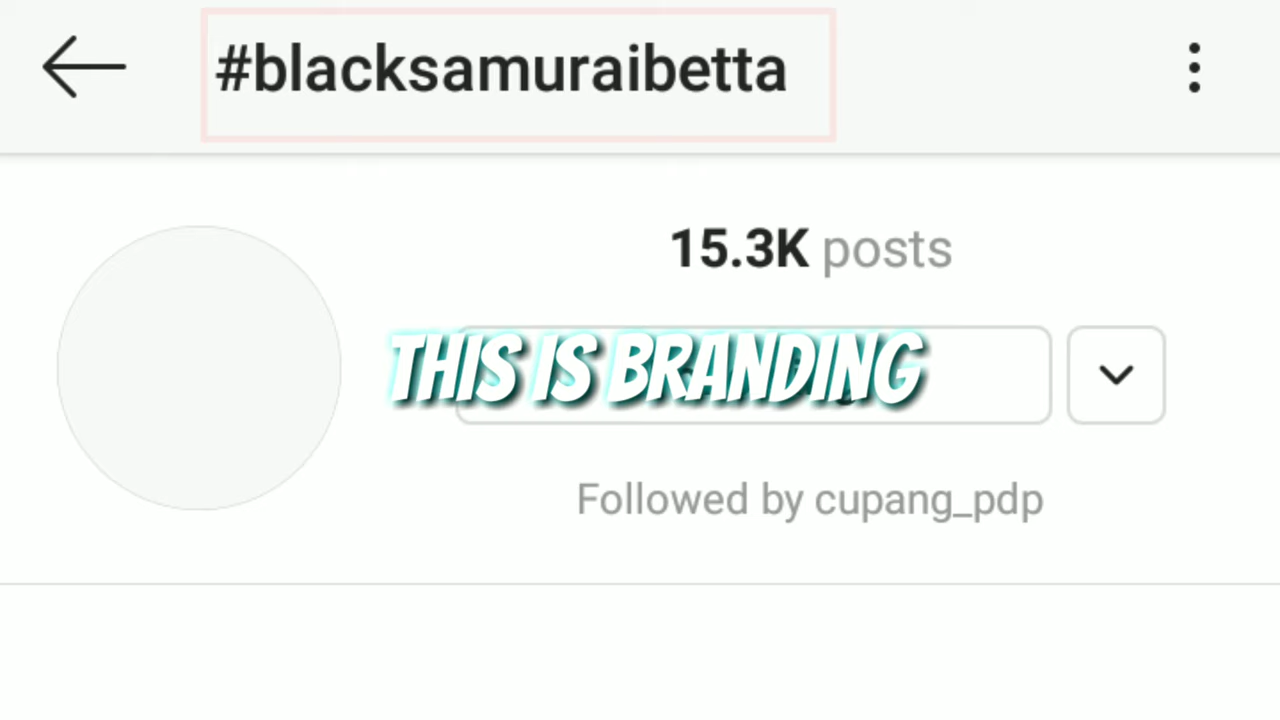 #blacksamuraibetta
15.3K posts
THIS IS BRANDING
Followed by cupang_pdp